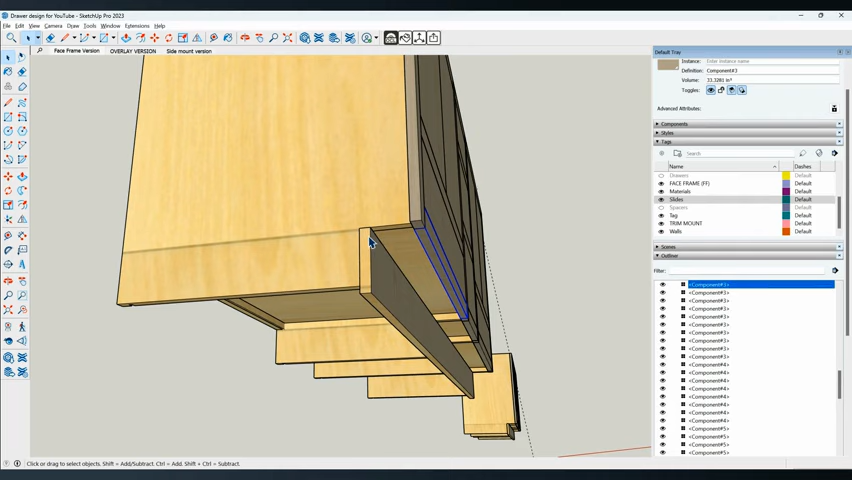 Drawer design for YouTube - SketchUp Pro 2023
File Edit View Camera Draw Tools Window Extensions Help
Face Frame Version OVERLAY VERSION Side mount version
Default Tray
Instance: Enter instance name
Definition: Component#3
Volume: 33.3281 in³
Toggles:
Advanced Attributes:
Components
Styles
Tags
Search
Name Dashes
Drawers Default
FACE FRAME (FF) Default
Materials Default
Slides Default
Spacers Default
Tag Default
TRIM MOUNT Default
Walls Default
Scenes
Outliner
Filter:
<Component#3>
<Component#3>
<Component#3>
<Component#3>
<Component#3>
<Component#3>
<Component#3>
<Component#3>
<Component#3>
<Component#3>
<Component#4>
<Component#4>
<Component#4>
<Component#4>
<Component#4>
<Component#4>
<Component#4>
<Component#4>
<Component#5>
<Component#5>
<Component#5>
<Component#5>
Click or drag to select objects. Shift = Add/Subtract. Ctrl = Add. Shift + Ctrl = Subtract.